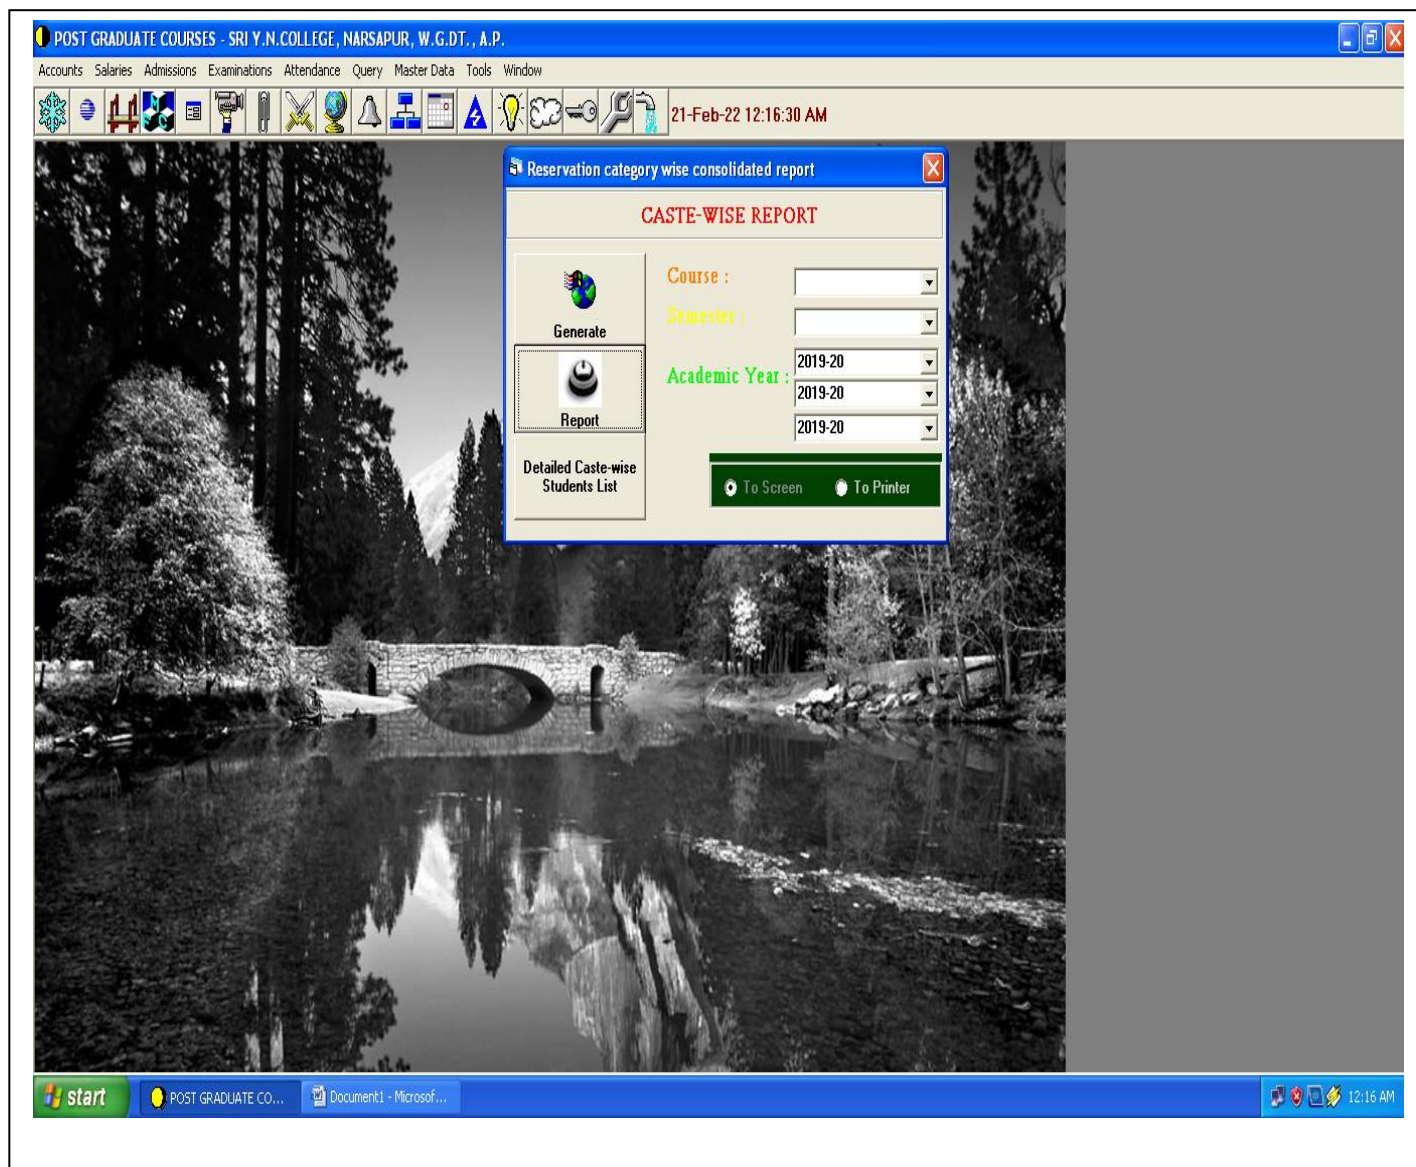 POST GRADUATE COURSES - SRI Y.N.COLLEGE, NARSAPUR, W.G.DT., A.P.
Accounts Salaries Admissions Examinations Attendance Query Master Data Tools Window
21-Feb-22 12:16:30 AM
Reservation category wise consolidated report
CASTE-WISE REPORT
Generate
Report
Detailed Caste-wise
Students List
Course :
Semester :
Academic Year :
2019-20
2019-20
2019-20
To Screen To Printer
start
POST GRADUATE CO...
Document1 - Microsof...
12:16 AM